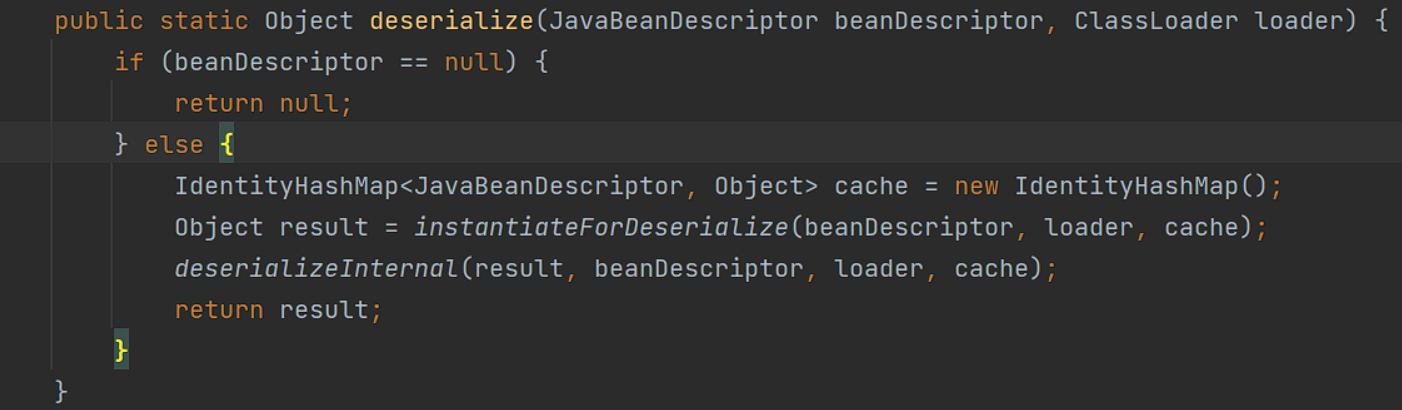 public static Object deserialize(JavaBeanDescriptor beanDescriptor, ClassLoader loader) {
if (beanDescriptor == null) {
return null;
} else {
IdentityHashMap<JavaBeanDescriptor, Object> cache = new IdentityHashMap();
Object result = instantiateForDeserialize(beanDescriptor, loader, cache);
deserializeInternal(result, beanDescriptor, loader, cache);
return result;
}
}